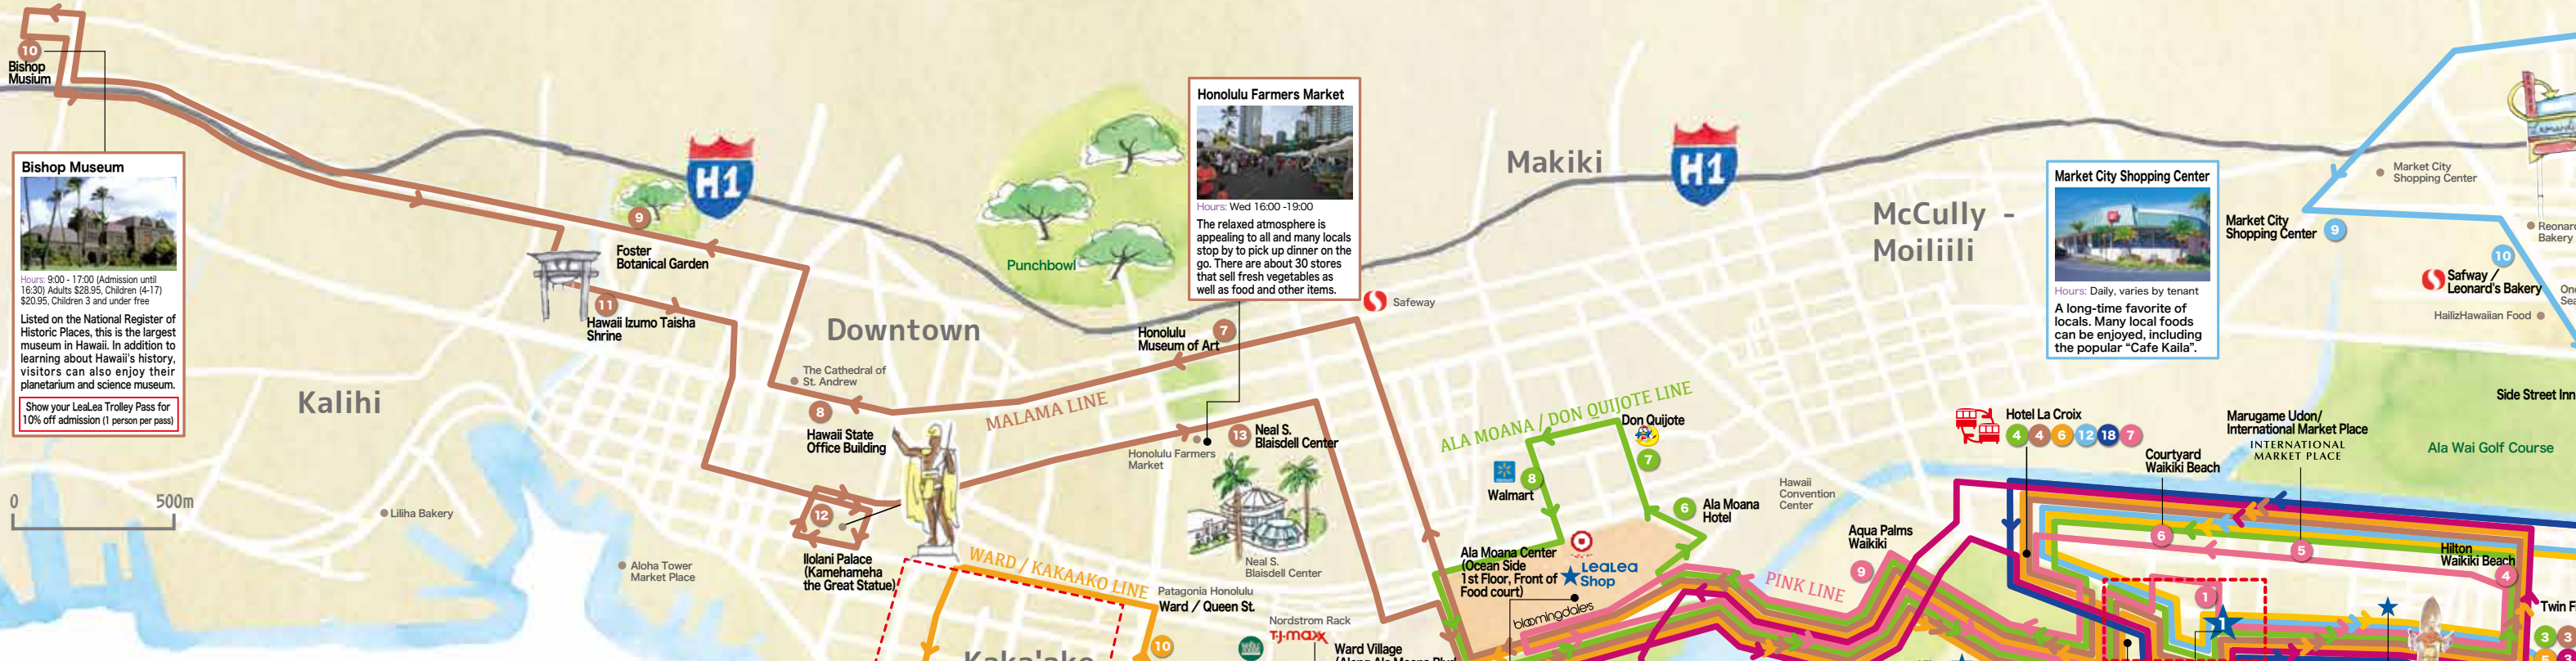 10
Bishop
Musium
Bishop Museum
Hours: 9:00 - 17:00 (Admission until
16:30) Adults $28.95, Children (4-17)
$20.95, Children 3 and under free
Listed on the National Register of
Historic Places, this is the largest
museum in Hawaii. In addition to
learning about Hawaii's history,
visitors can also enjoy their
planetarium and science museum.
Show your LeaLea Trolley Pass for
10% off admission (1 person per pass)
Kalihi
0
500m
Liliha Bakery
H1
9
Foster
Botanical Garden
11
Hawaii Izumo Taisha
Shrine
Downtown
The Cathedral of
St. Andrew
8
Hawaii State
Office Building
12
Ilolani Palace
(Kamehameha
the Great Statue)
Aloha Tower
Market Place
MALAMA LINE
WARD / KAKAAKO LINE
Kaka'ako
Punchbowl
Honolulu
Museum of Art
7
Honolulu Farmers Market
Hours: Wed 16:00 -19:00
The relaxed atmosphere is
appealing to all and many locals
stop by to pick up dinner on the
go. There are about 30 stores
that sell fresh vegetables as
well as food and other items.
Safeway
Honolulu Farmers
Market
13
Neal S.
Blaisdell Center
Neal S.
Blaisdell Center
Patagonia Honolulu
Ward / Queen St.
10
Nordstrom Rack
T.J.maxx
Ward Village
Makiki
H1
McCully -
Moiliili
ALA MOANA / DON QUIJOTE LINE
Don Quijote
7
Walmart
8
6
Ala Moana
Hotel
Hawaii
Convention
Center
Ala Moana Center
(Ocean Side
1st Floor, Front of
Food court)
LeaLea
Shop
bloomingdales
PINK LINE
Aqua Palms
Waikiki
9
Market City Shopping Center
Hours: Daily, varies by tenant
A long-time favorite of
locals. Many local foods
can be enjoyed, including
the popular “Cafe Kaila”.
Market City
Shopping Center
9
Market City
Shopping Center
10
Safway /
Leonard's Bakery
Reonar
Bakery
HailizHawaiian Food
Side Street Inn
Ala Wai Golf Course
Hotel La Croix
4 4 6 12 18 7
Courtyard
Waikiki Beach
Marugame Udon/
International Market Place
INTERNATIONAL
MARKET PLACE
6
5
Hilton
Waikiki Beach
4
1
1
Twin F
3 3